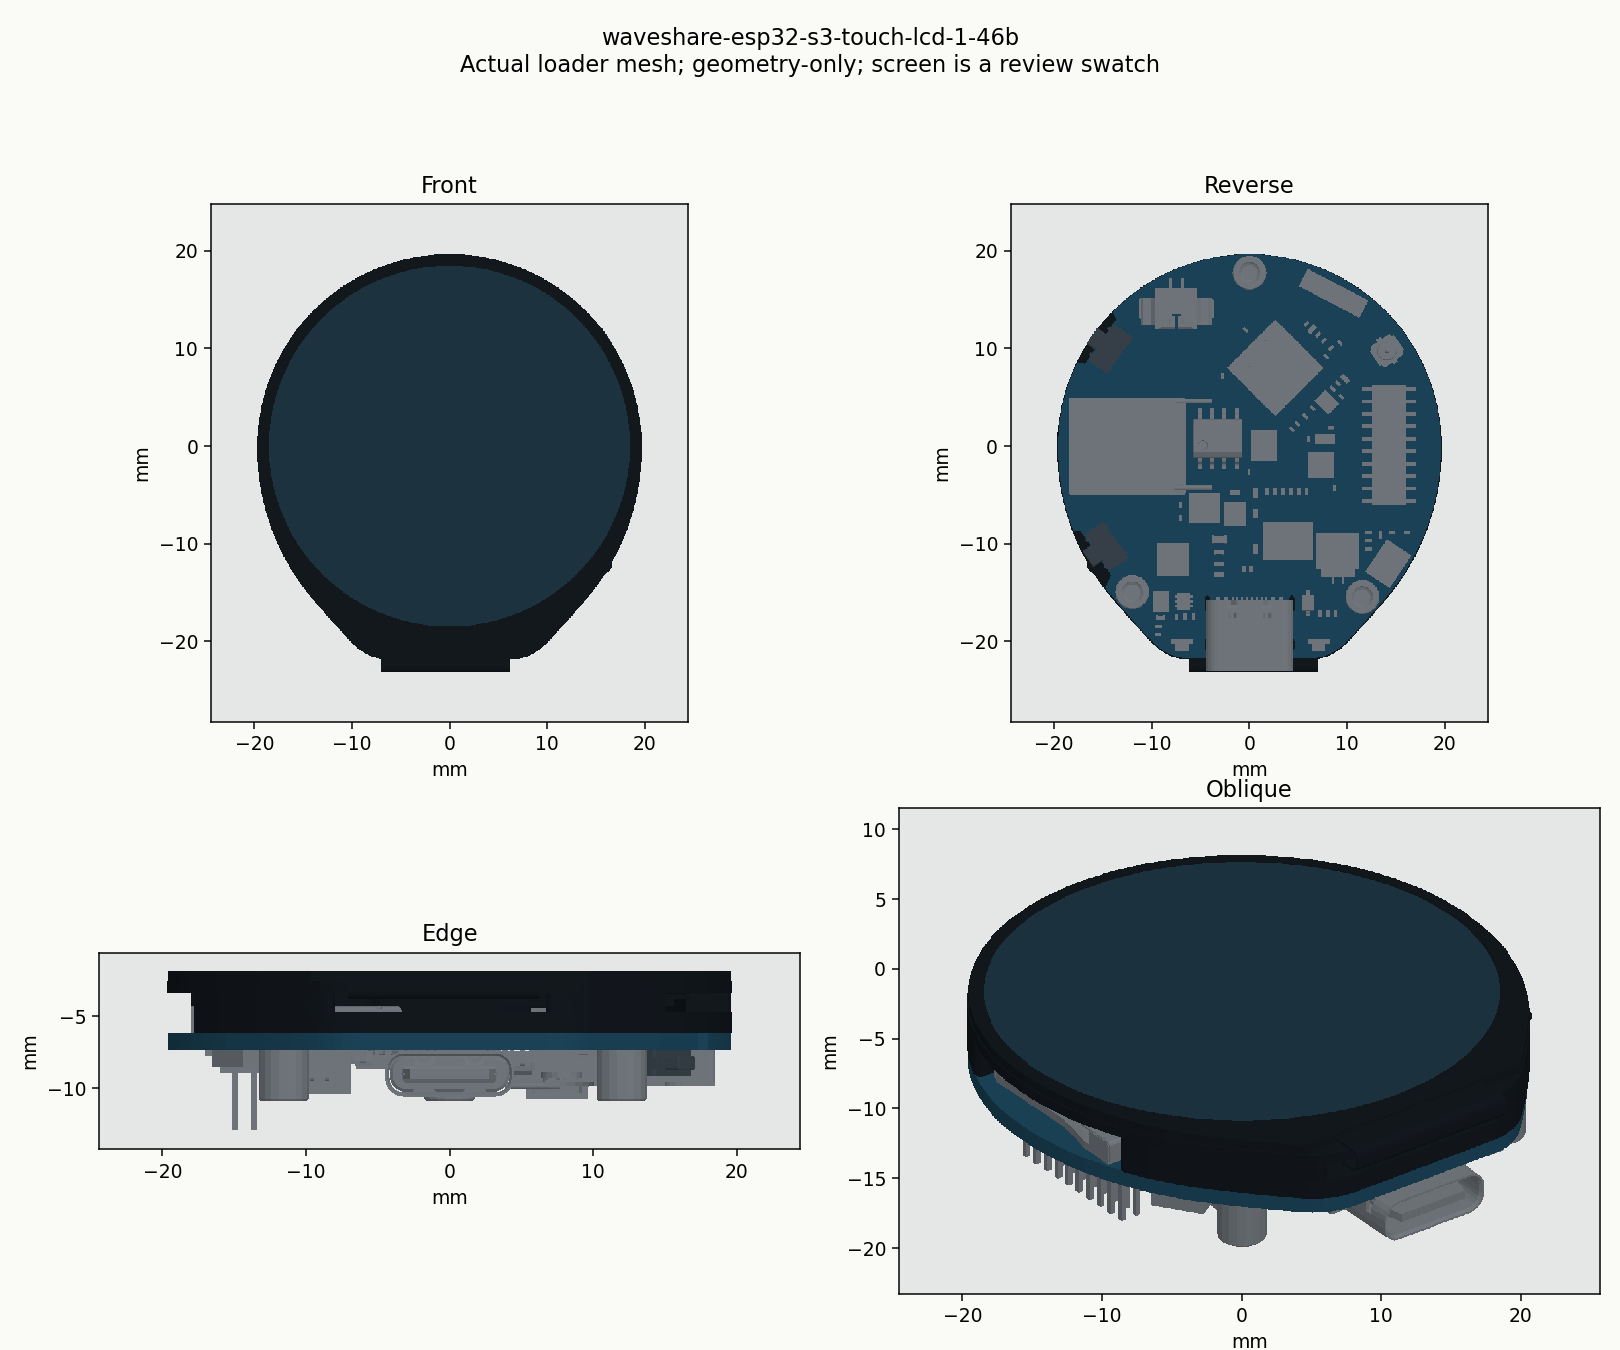 waveshare-esp32-s3-touch-lcd-1-46b
Actual loader mesh; geometry-only; screen is a review swatch
Front
20
10
0
−10
−20
mm
−20 −10 0 10 20
mm
Reverse
20
10
0
−10
−20
mm
−20 −10 0 10 20
mm
Edge
−5
−10
mm
−20 −10 0 10 20
mm
Oblique
10
5
0
−5
−10
−15
−20
mm
−20 −10 0 10 20
mm